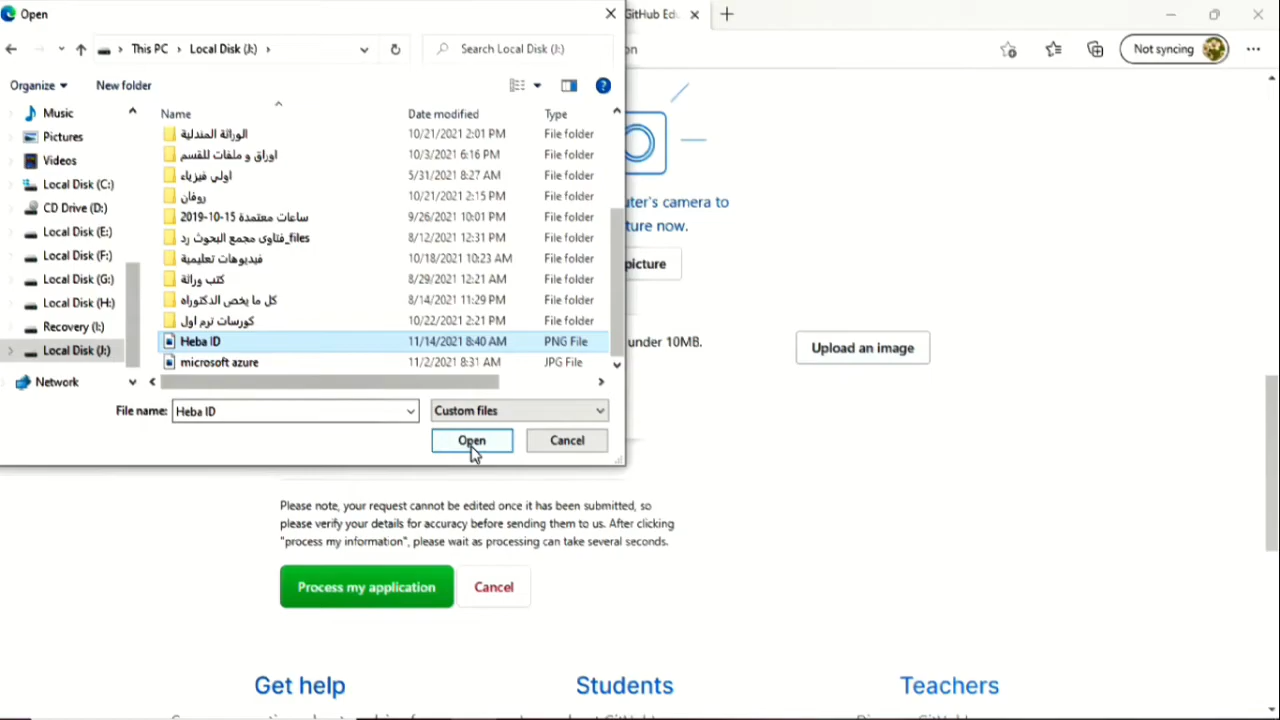 Open
GitHub Ed
Not syncing
This PC
Local Disk (J:)
Search Local Disk (J:)
Organize
New folder
Name
Date modified
Type
Music
Pictures
Videos
Local Disk (C:)
CD Drive (D:)
Local Disk (E:)
Local Disk (F:)
Local Disk (G:)
Local Disk (H:)
Recovery (I:)
Local Disk (J:)
Network
الوراثة المندلية 10/21/2021 2:01 PM File folder
اوراق و ملفات للقسم 10/3/2021 6:16 PM File folder
اولي فيزياء 5/31/2021 8:27 AM File folder
روفان 10/21/2021 2:15 PM File folder
ساعات معتمدة 15-10-2019 9/26/2021 10:01 PM File folder
فتاوى مجمع البحوث رد_files 8/12/2021 12:31 PM File folder
فيديوهات تعليمية 10/18/2021 10:23 AM File folder
كتب وراثة 8/29/2021 12:21 AM File folder
كل ما يخص الدكتوراه 8/14/2021 11:29 PM File folder
كورسات ترم اول 10/22/2021 2:21 PM File folder
Heba ID 11/14/2021 8:40 AM PNG File
microsoft azure 11/2/2021 8:31 AM JPG File
File name: Heba ID
Custom files
Open
Cancel
uter's camera to
ture now.
picture
under 10MB.
Upload an image
Please note, your request cannot be edited once it has been submitted, so
please verify your details for accuracy before sending them to us. After clicking
"process my information", please wait as processing can take several seconds.
Process my application
Cancel
Get help
Students
Teachers